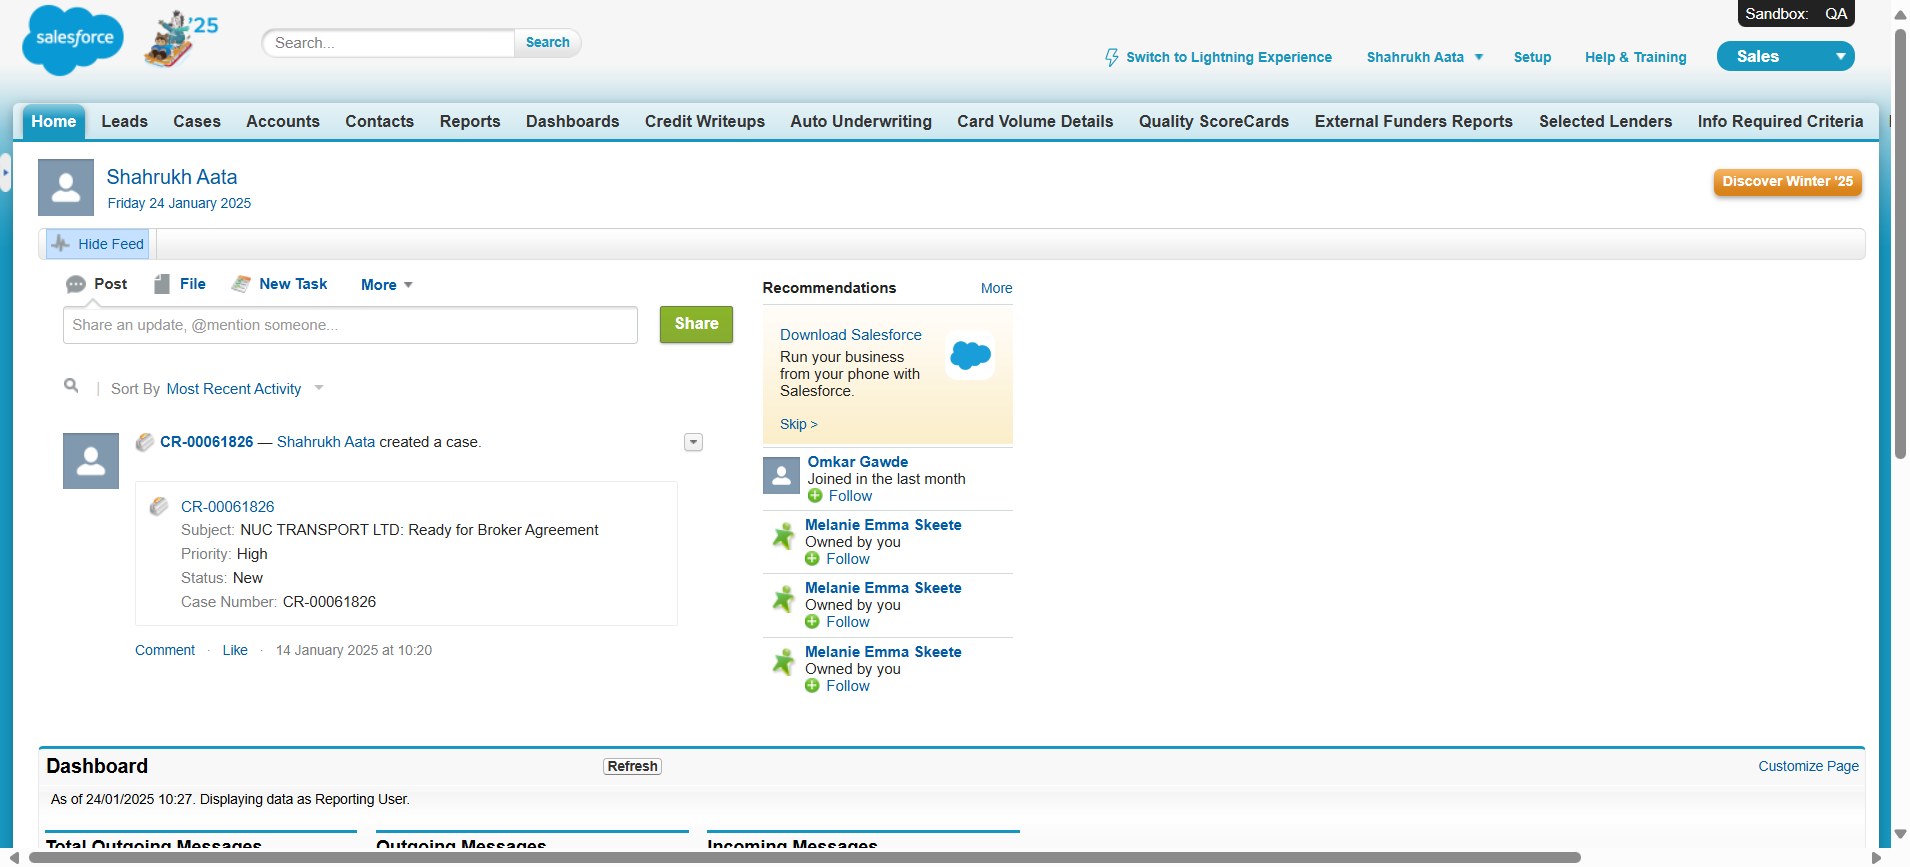 Sandbox: QA
salesforce
'25
Search...
Search
Switch to Lightning Experience
Shahrukh Aata
Setup
Help & Training
Sales
Home
Leads
Cases
Accounts
Contacts
Reports
Dashboards
Credit Writeups
Auto Underwriting
Card Volume Details
Quality ScoreCards
External Funders Reports
Selected Lenders
Info Required Criteria
Shahrukh Aata
Friday 24 January 2025
Discover Winter '25
Hide Feed
Post
File
New Task
More
Share an update, @mention someone...
Share
Sort By Most Recent Activity
CR-00061826 — Shahrukh Aata created a case.
CR-00061826
Subject: NUC TRANSPORT LTD: Ready for Broker Agreement
Priority: High
Status: New
Case Number: CR-00061826
Comment · Like · 14 January 2025 at 10:20
Recommendations
More
Download Salesforce
Run your business
from your phone with
Salesforce.
Skip >
Omkar Gawde
Joined in the last month
Follow
Melanie Emma Skeete
Owned by you
Follow
Melanie Emma Skeete
Owned by you
Follow
Melanie Emma Skeete
Owned by you
Follow
Dashboard
Refresh
Customize Page
As of 24/01/2025 10:27. Displaying data as Reporting User.
Total Outgoing Messages
Outgoing Messages
Incoming Messages